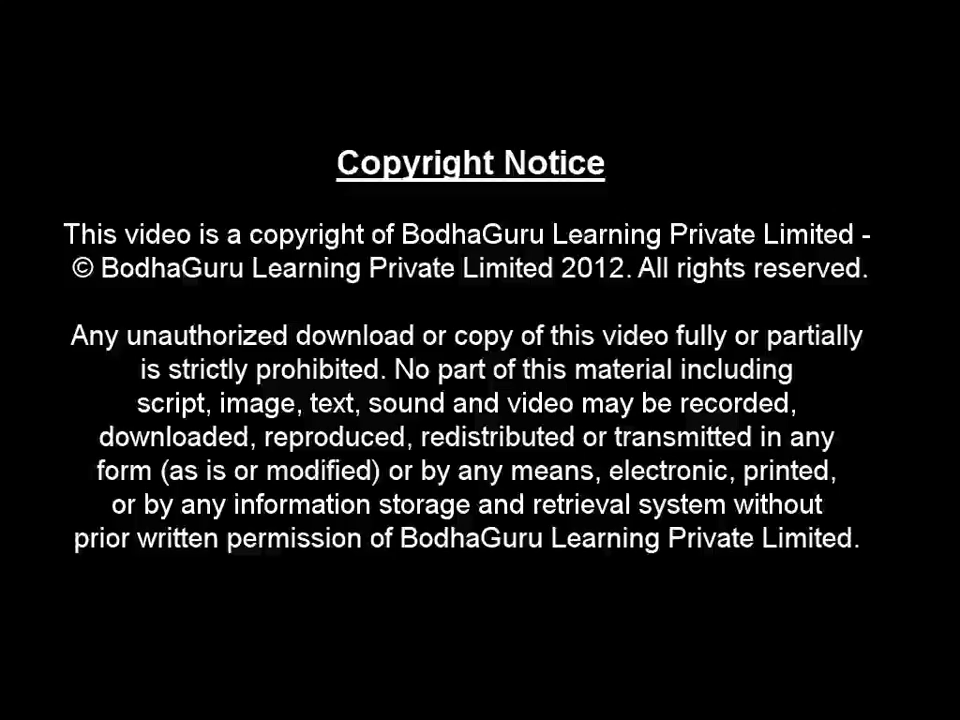 Copyright Notice
This video is a copyright of BodhaGuru Learning Private Limited -
© BodhaGuru Learning Private Limited 2012. All rights reserved.
Any unauthorized download or copy of this video fully or partially
is strictly prohibited. No part of this material including
script, image, text, sound and video may be recorded,
downloaded, reproduced, redistributed or transmitted in any
form (as is or modified) or by any means, electronic, printed,
or by any information storage and retrieval system without
prior written permission of BodhaGuru Learning Private Limited.